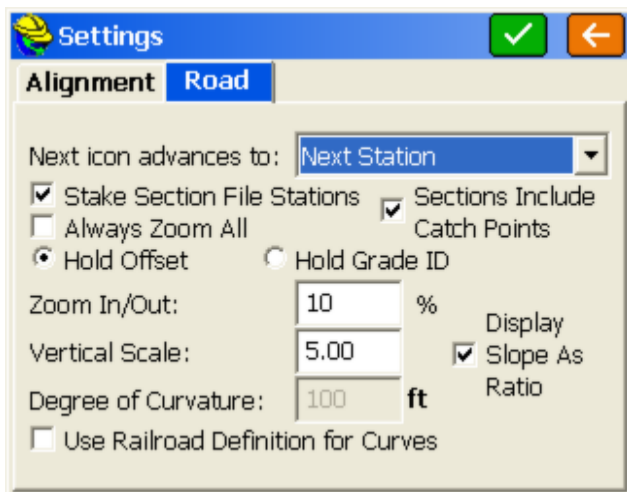 Settings
Alignment Road
Next icon advances to: Next Station
Stake Section File Stations
Sections Include
Catch Points
Always Zoom All
Hold Offset Hold Grade ID
Zoom In/Out: 10 %
Display
Slope As
Ratio
Vertical Scale: 5.00
Degree of Curvature: 100 ft
Use Railroad Definition for Curves